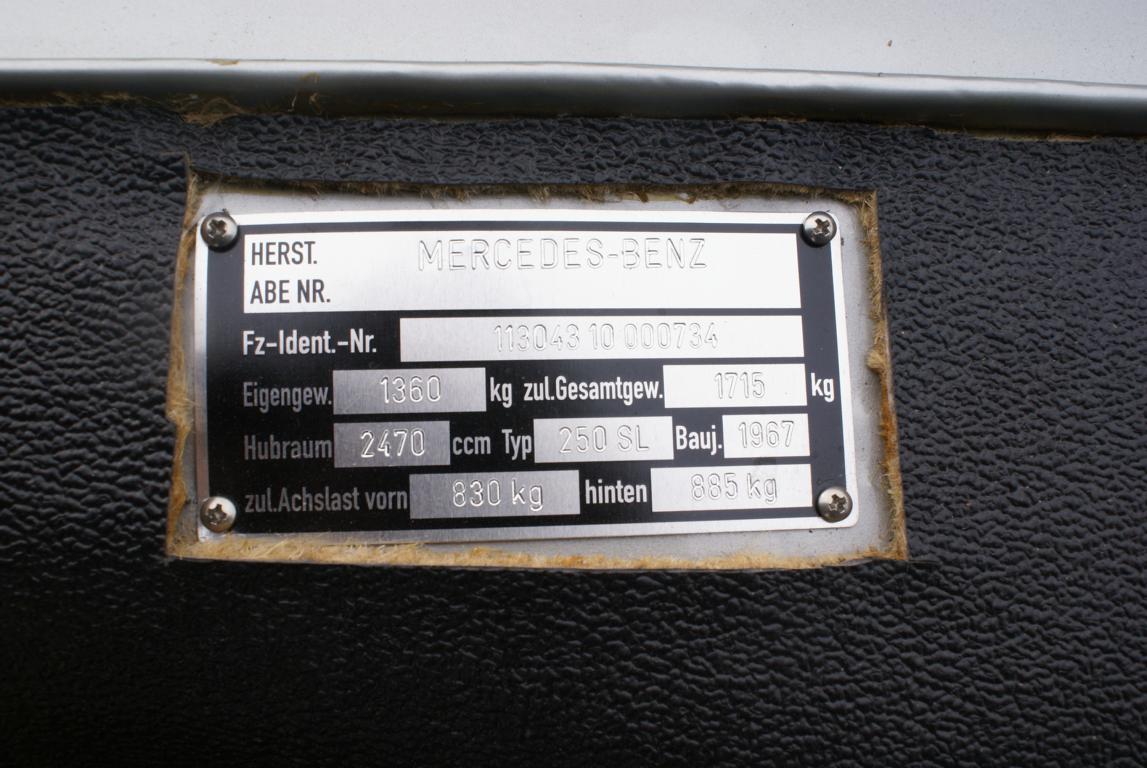 HERST. MERCEDES-BENZ
ABE NR.
Fz-Ident.-Nr. 113043 10 000734
Eigengew. 1360 kg zul.Gesamtgew. 1715 kg
Hubraum 2470 ccm Typ 250 SL Bauj. 1967
zul.Achslast vorn 830 kg hinten 885 kg